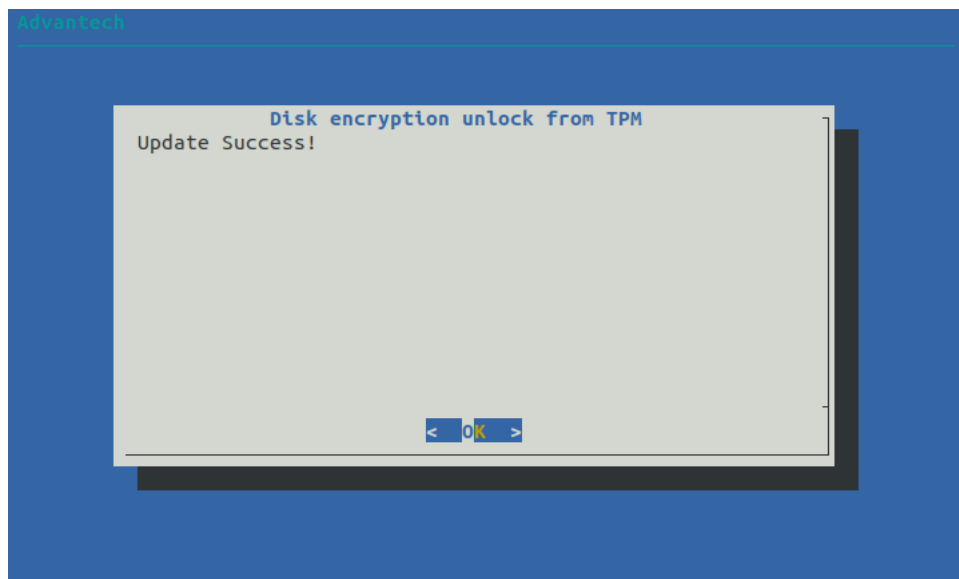 Advantech
Disk encryption unlock from TPM
Update Success!
< OK >